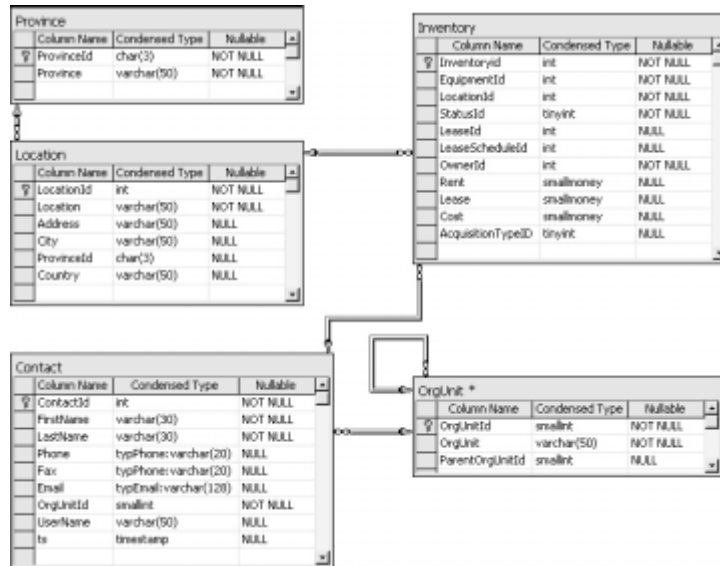 Province
Column Name Condensed Type Nullable
ProvinceId char(3) NOT NULL
Province varchar(50) NOT NULL
Location
Column Name Condensed Type Nullable
LocationId int NOT NULL
Location varchar(50) NOT NULL
Address varchar(50) NULL
City varchar(50) NULL
ProvinceId char(3) NULL
Country varchar(50) NULL
Inventory
Column Name Condensed Type Nullable
Inventoryid int NOT NULL
EquipmentId int NOT NULL
LocationId int NOT NULL
StatusId tinyint NOT NULL
LeaseId int NULL
LeaseScheduleId int NULL
OwnerId int NOT NULL
Rent smallmoney NULL
Lease smallmoney NULL
Cost smallmoney NULL
AcquisitionTypeID tinyint NULL
Contact
Column Name Condensed Type Nullable
ContactId int NOT NULL
FirstName varchar(30) NOT NULL
LastName varchar(30) NOT NULL
Phone typPhone:varchar(20) NULL
Fax typPhone:varchar(20) NULL
Email typEmail:varchar(128) NULL
OrgUnitId smallint NOT NULL
UserName varchar(50) NULL
ts timestamp NULL
OrgUnit *
Column Name Condensed Type Nullable
OrgUnitId smallint NOT NULL
OrgUnit varchar(50) NOT NULL
ParentOrgUnitId smallint NULL